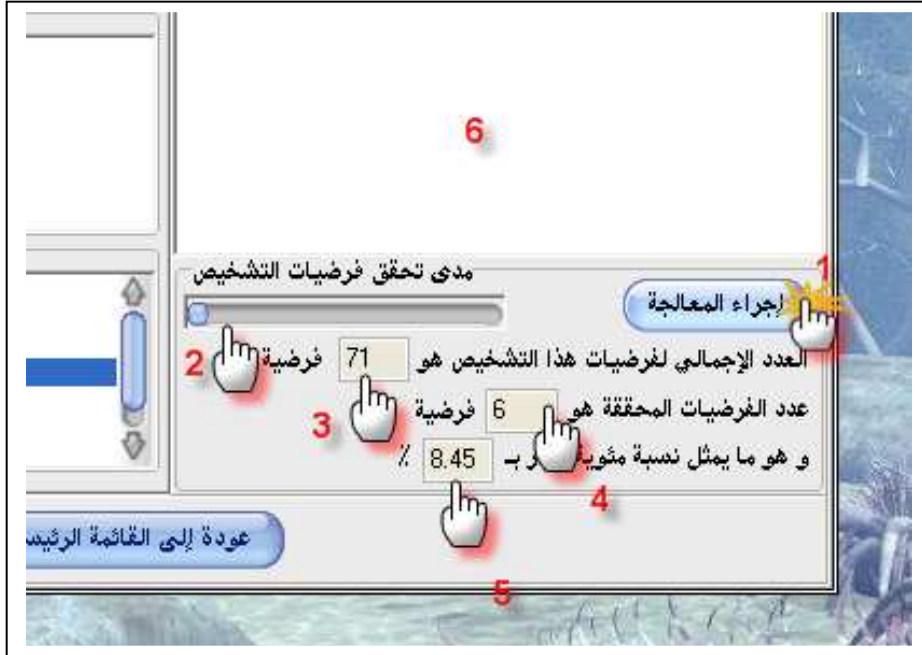 6
مدى تحقق فرضيات التشخيص
1
إجراء المعالجة
2
العدد الإجمالي لفرضيات هذا التشخيص هو 71 فرضية
3
عدد الفرضيات المحققة هو 6 فرضية
4
و هو ما يمثل نسبة مئوية بـ 8.45 %
5
عودة إلى القائمة